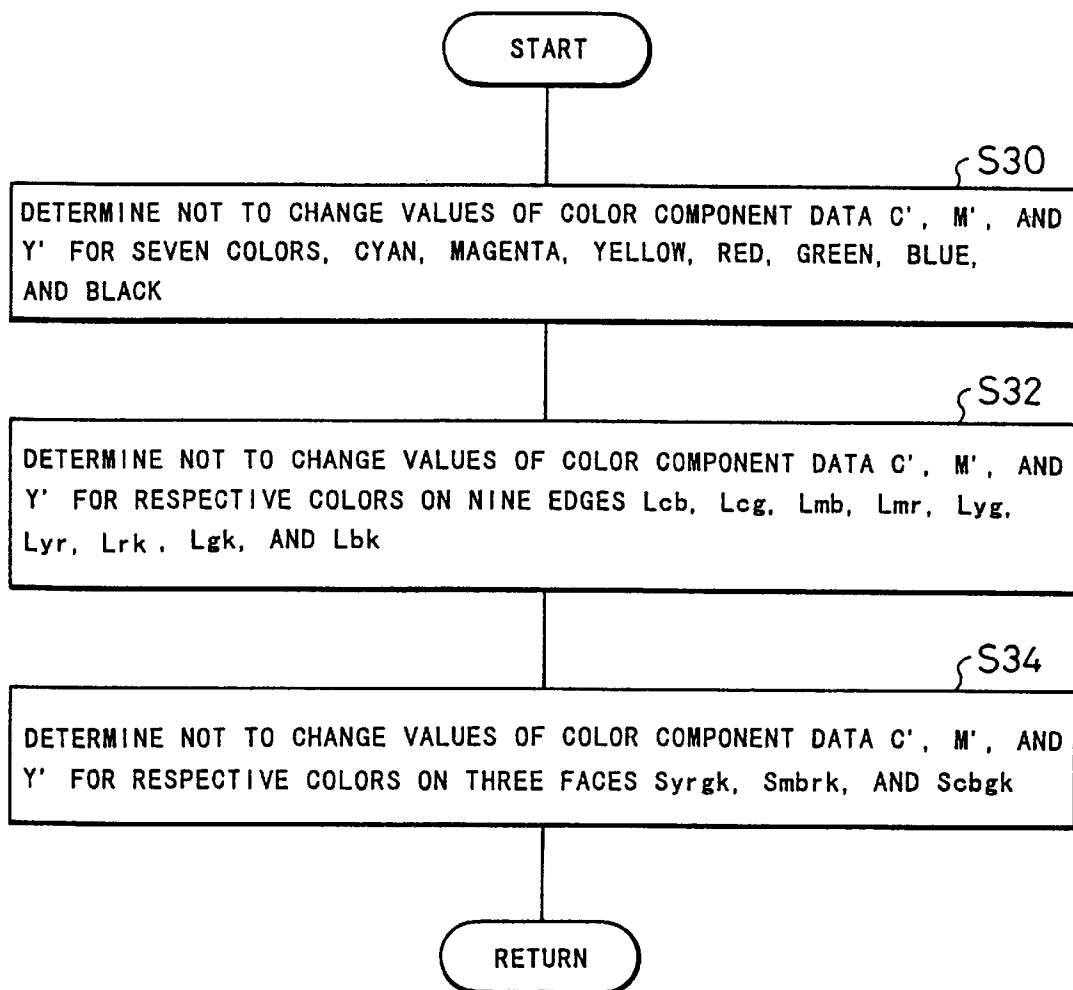 START
S30
DETERMINE NOT TO CHANGE VALUES OF COLOR COMPONENT DATA C', M', AND
Y' FOR SEVEN COLORS, CYAN, MAGENTA, YELLOW, RED, GREEN, BLUE,
AND BLACK
S32
DETERMINE NOT TO CHANGE VALUES OF COLOR COMPONENT DATA C', M', AND
Y' FOR RESPECTIVE COLORS ON NINE EDGES Lcb, Lcg, Lmb, Lmr, Lyg,
Lyr, Lrk, Lgk, AND Lbk
S34
DETERMINE NOT TO CHANGE VALUES OF COLOR COMPONENT DATA C', M', AND
Y' FOR RESPECTIVE COLORS ON THREE FACES Syrgk, Smbrk, AND Scbgk
RETURN